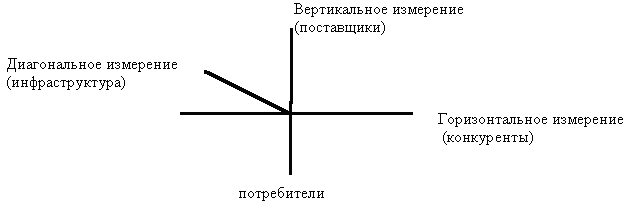 Вертикальное измерение
(поставщики)
Диагональное измерение
(инфраструктура)
Горизонтальное измерение
(конкуренты)
потребители